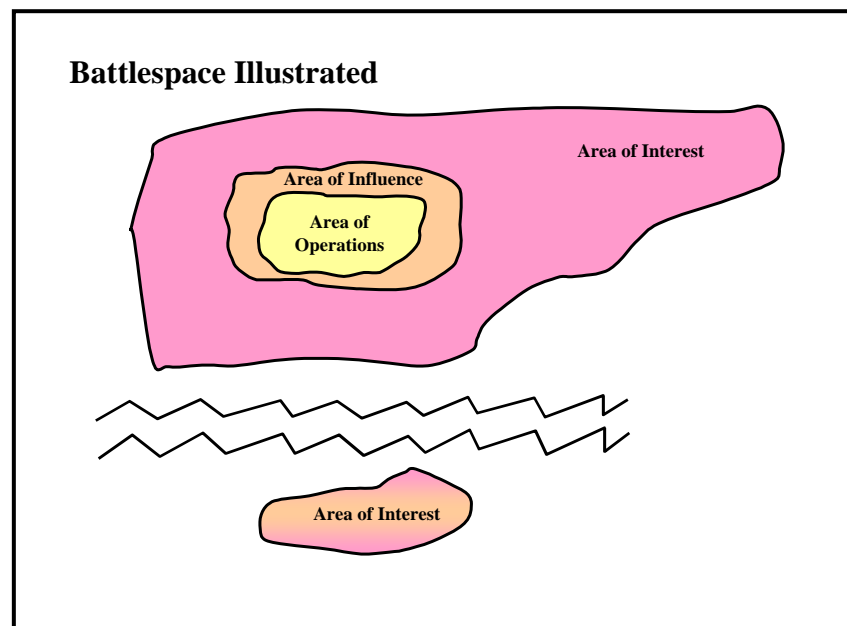 Battlespace Illustrated
Area of Interest
Area of Influence
Area of
Operations
Area of Interest